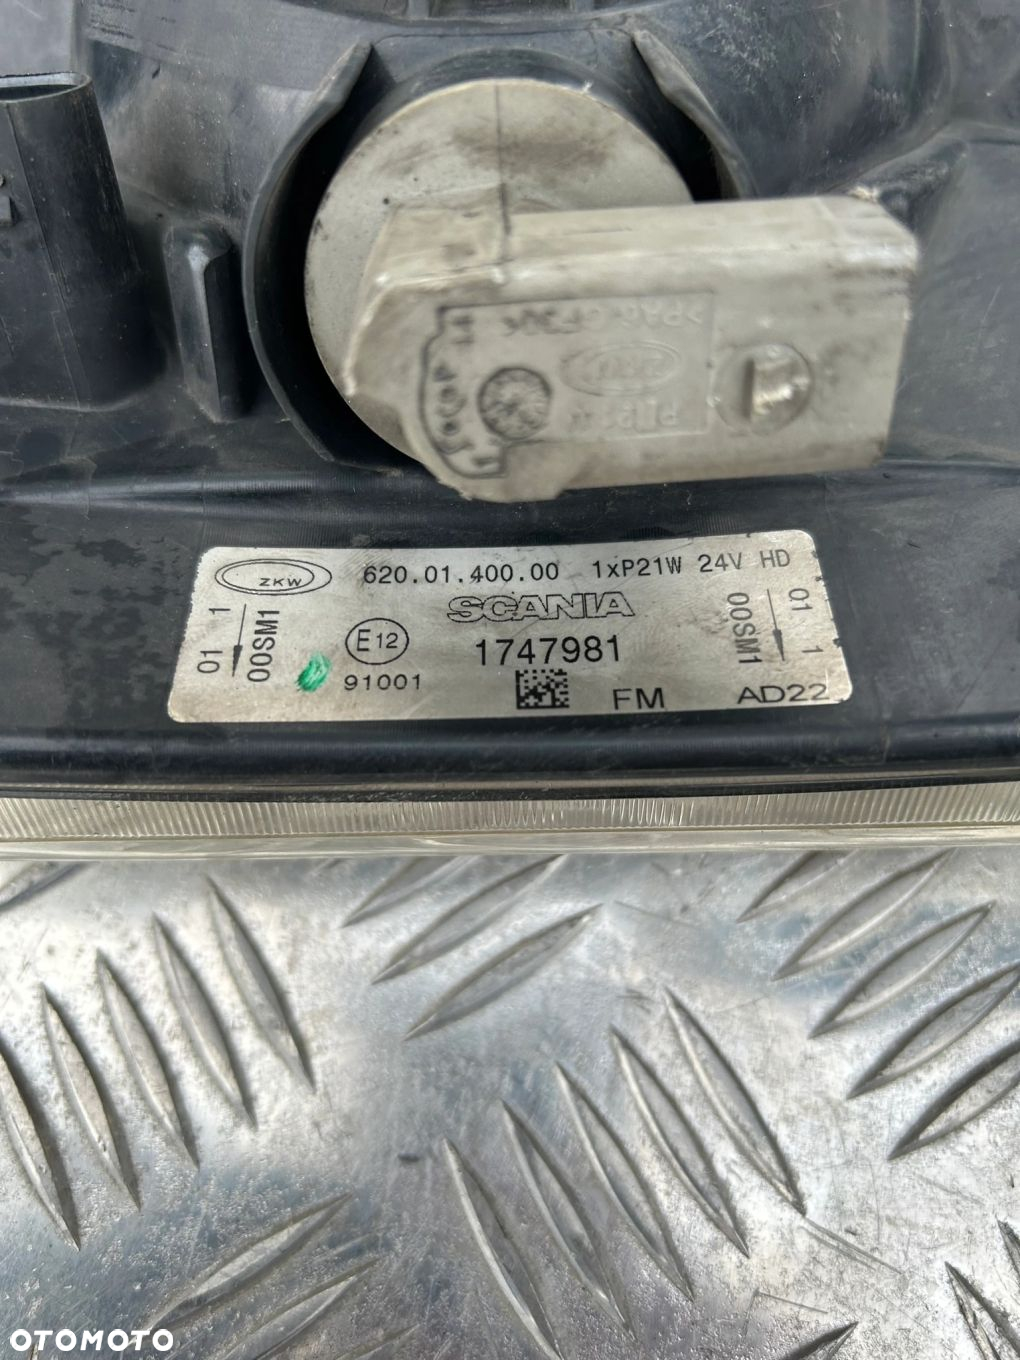 ZKW 620.01.400.00 1xP21W 24V HD
SCANIA
01 1
00SM1
E12
91001
1747981
FM
AD22
00SM1
01 1
ZKW
OTOMOTO